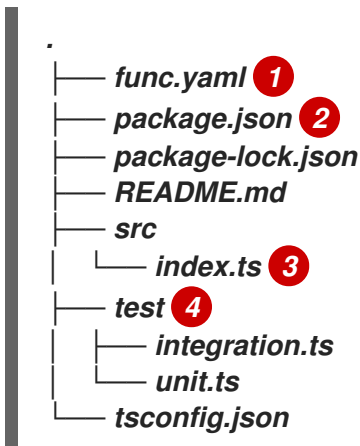 .
├── func.yaml 1
├── package.json 2
├── package-lock.json
├── README.md
├── src
│   └── index.ts 3
├── test 4
│   ├── integration.ts
│   └── unit.ts
└── tsconfig.json